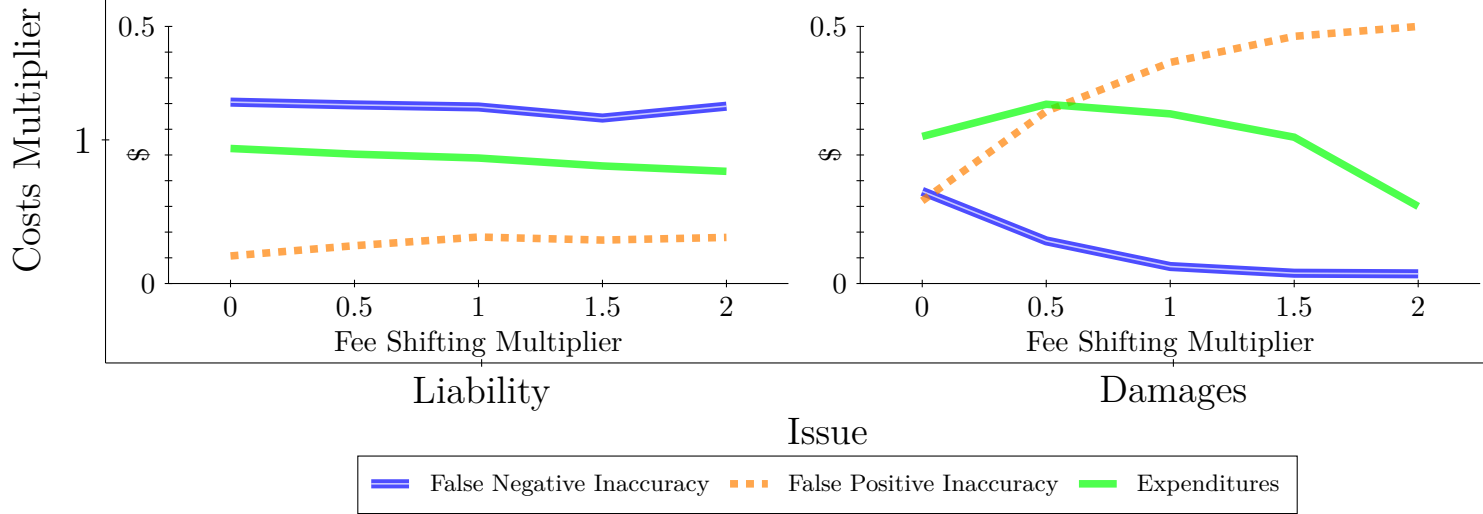 Costs Multiplier
1
0.5
$
0
0 0.5 1 1.5 2
Fee Shifting Multiplier
Liability
0.5
$
0
0 0.5 1 1.5 2
Fee Shifting Multiplier
Damages
Issue
False Negative Inaccuracy False Positive Inaccuracy Expenditures